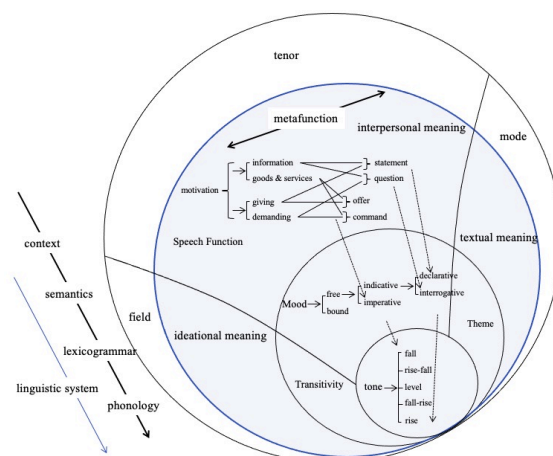 tenor
metafunction
interpersonal meaning
mode
information
statement
goods & services
question
motivation
giving
offer
demanding
command
Speech Function
textual meaning
context
semantics
declarative
free
indicative
Mood
interrogative
bound
imperative
field
ideational meaning
Theme
lexicogrammar
linguistic system
phonology
Transitivity
fall
rise-fall
tone
level
fall-rise
rise